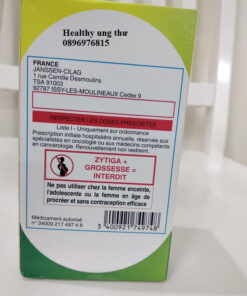 Healthy ung thư
0896976815
FRANCE
JANSSEN-CILAG
1 rue Camille Desmoulins
TSA 91003
92787 ISSY-LES-MOULINEAUX Cedex 9
RESPECTER LES DOSES PRESCRITES
Liste I - Uniquement sur ordonnance
Prescription initiale hospitalière annuelle, réservée aux
spécialistes en oncologie ou aux médecins compétents
en cancérologie. Renouvellement non restreint.
ZYTIGA +
GROSSESSE =
INTERDIT
Ne pas utiliser chez la femme enceinte,
l'adolescente ou la femme en âge de
procréer et sans contraception efficace
Médicament autorisé
n° 34009 217 497 4 8
3 400921 749748